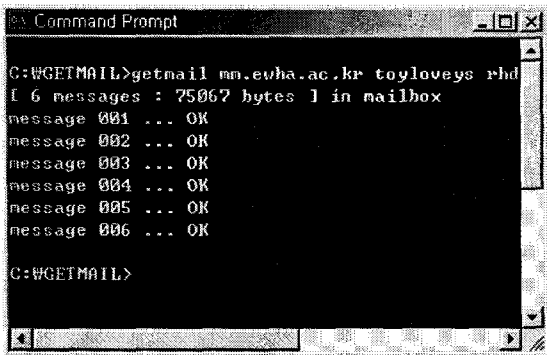 Command Prompt
C:₩GETMAIL>getmail mm.ewha.ac.kr toyloveys rhd
[ 6 messages : 75067 bytes ] in mailbox
message 001 ... OK
message 002 ... OK
message 003 ... OK
message 004 ... OK
message 005 ... OK
message 006 ... OK
C:₩GETMAIL>